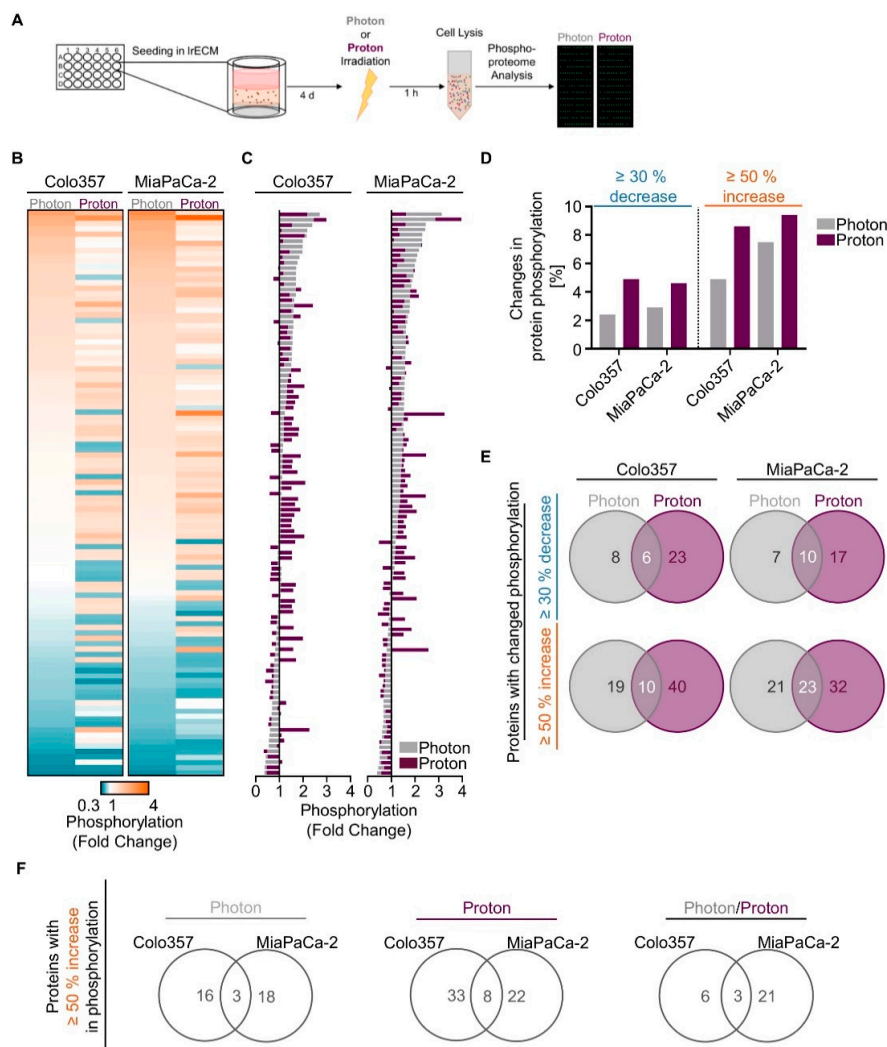 A
1 2 3 4 5 6
A
B
C
D
Seeding in lrECM
4 d
Photon
or
Proton
Irradiation
1 h
Cell Lysis
Phospho-
proteome
Analysis
Photon Proton
B
Colo357 MiaPaCa-2
Photon Proton Photon Proton
0.3 1 4
Phosphorylation
(Fold Change)
C
Colo357 MiaPaCa-2
Photon
Proton
0 1 2 3 4 0 1 2 3 4
Phosphorylation
(Fold Change)
D
≥ 30 %
decrease
≥ 50 %
increase
Changes in
protein phosphorylation
[%]
10
8
6
4
2
0
Photon
Proton
Colo357
MiaPaCa-2
Colo357
MiaPaCa-2
E
Colo357 MiaPaCa-2
Proteins with changed phosphorylation
≥ 30 % decrease
Photon Proton Photon Proton
8 6 23 7 10 17
≥ 50 % increase
19 10 40 21 23 32
F
Proteins with
≥ 50 % increase
in phosphorylation
Photon
Colo357 MiaPaCa-2
16 3 18
Proton
Colo357 MiaPaCa-2
33 8 22
Photon/Proton
Colo357 MiaPaCa-2
6 3 21